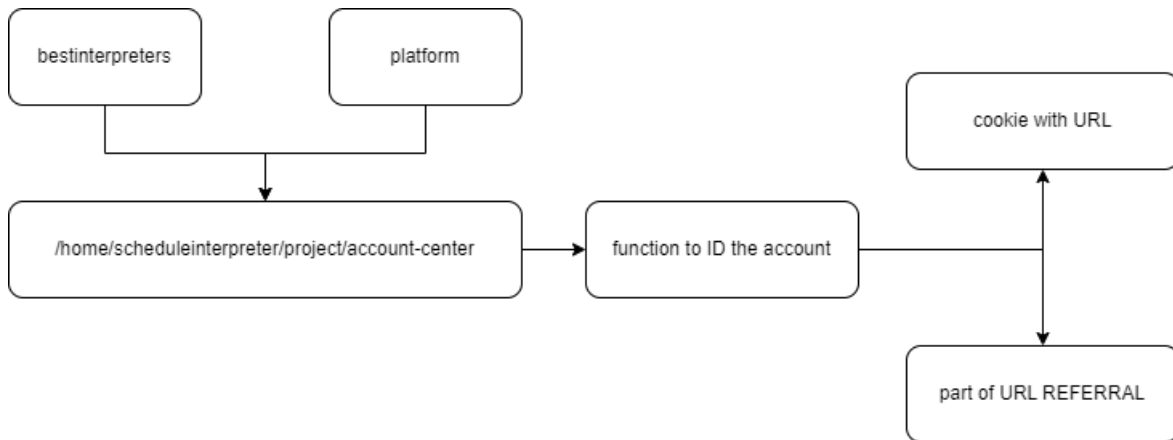 bestinterpreters
platform
cookie with URL
/home/scheduleinterpreter/project/account-center
function to ID the account
part of URL REFERRAL